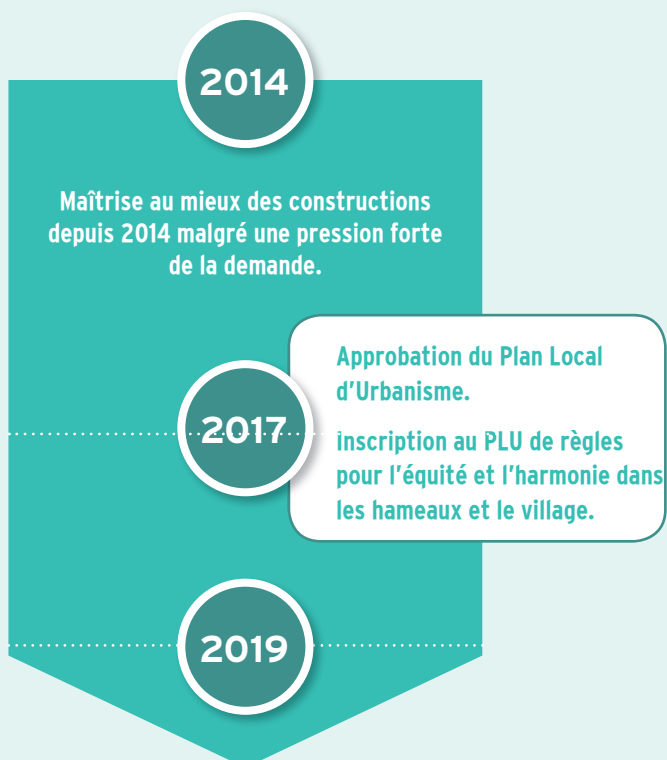 2014
Maîtrise au mieux des constructions
depuis 2014 malgré une pression forte
de la demande.
Approbation du Plan Local
d'Urbanisme.
2017
Inscription au PLU de règles
pour l'équité et l'harmonie dans
les hameaux et le village.
2019